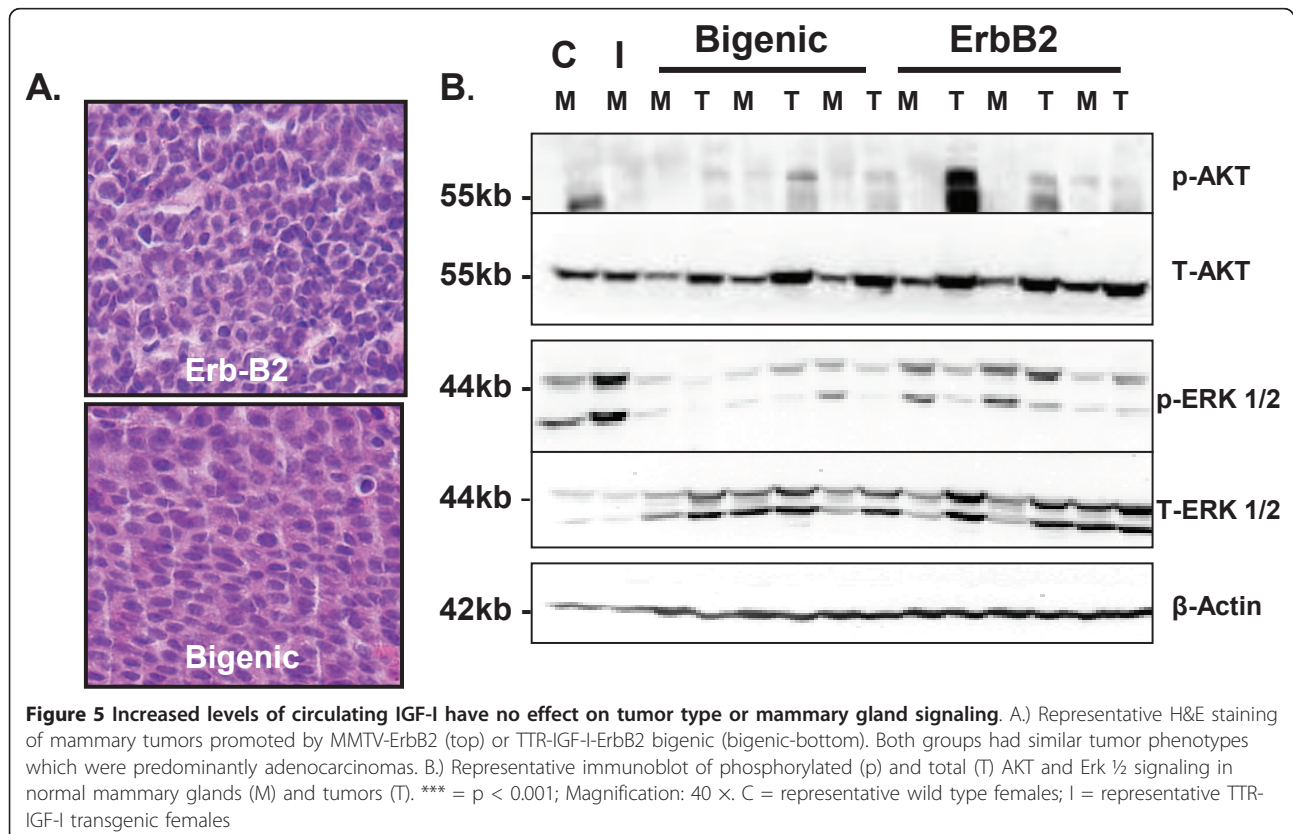 A.
Erb-B2
Bigenic
B.
C I Bigenic ErbB2
M M M T M T M T M T M T M T
55kb - p-AKT
55kb - T-AKT
44kb - p-ERK 1/2
44kb - T-ERK 1/2
42kb - β-Actin
Figure 5 Increased levels of circulating IGF-I have no effect on tumor type or mammary gland signaling. A.) Representative H&E staining
of mammary tumors promoted by MMTV-ErbB2 (top) or TTR-IGF-I-ErbB2 bigenic (bigenic-bottom). Both groups had similar tumor phenotypes
which were predominantly adenocarcinomas. B.) Representative immunoblot of phosphorylated (p) and total (T) AKT and Erk ½ signaling in
normal mammary glands (M) and tumors (T). *** = p < 0.001; Magnification: 40 ×. C = representative wild type females; I = representative TTR-
IGF-I transgenic females